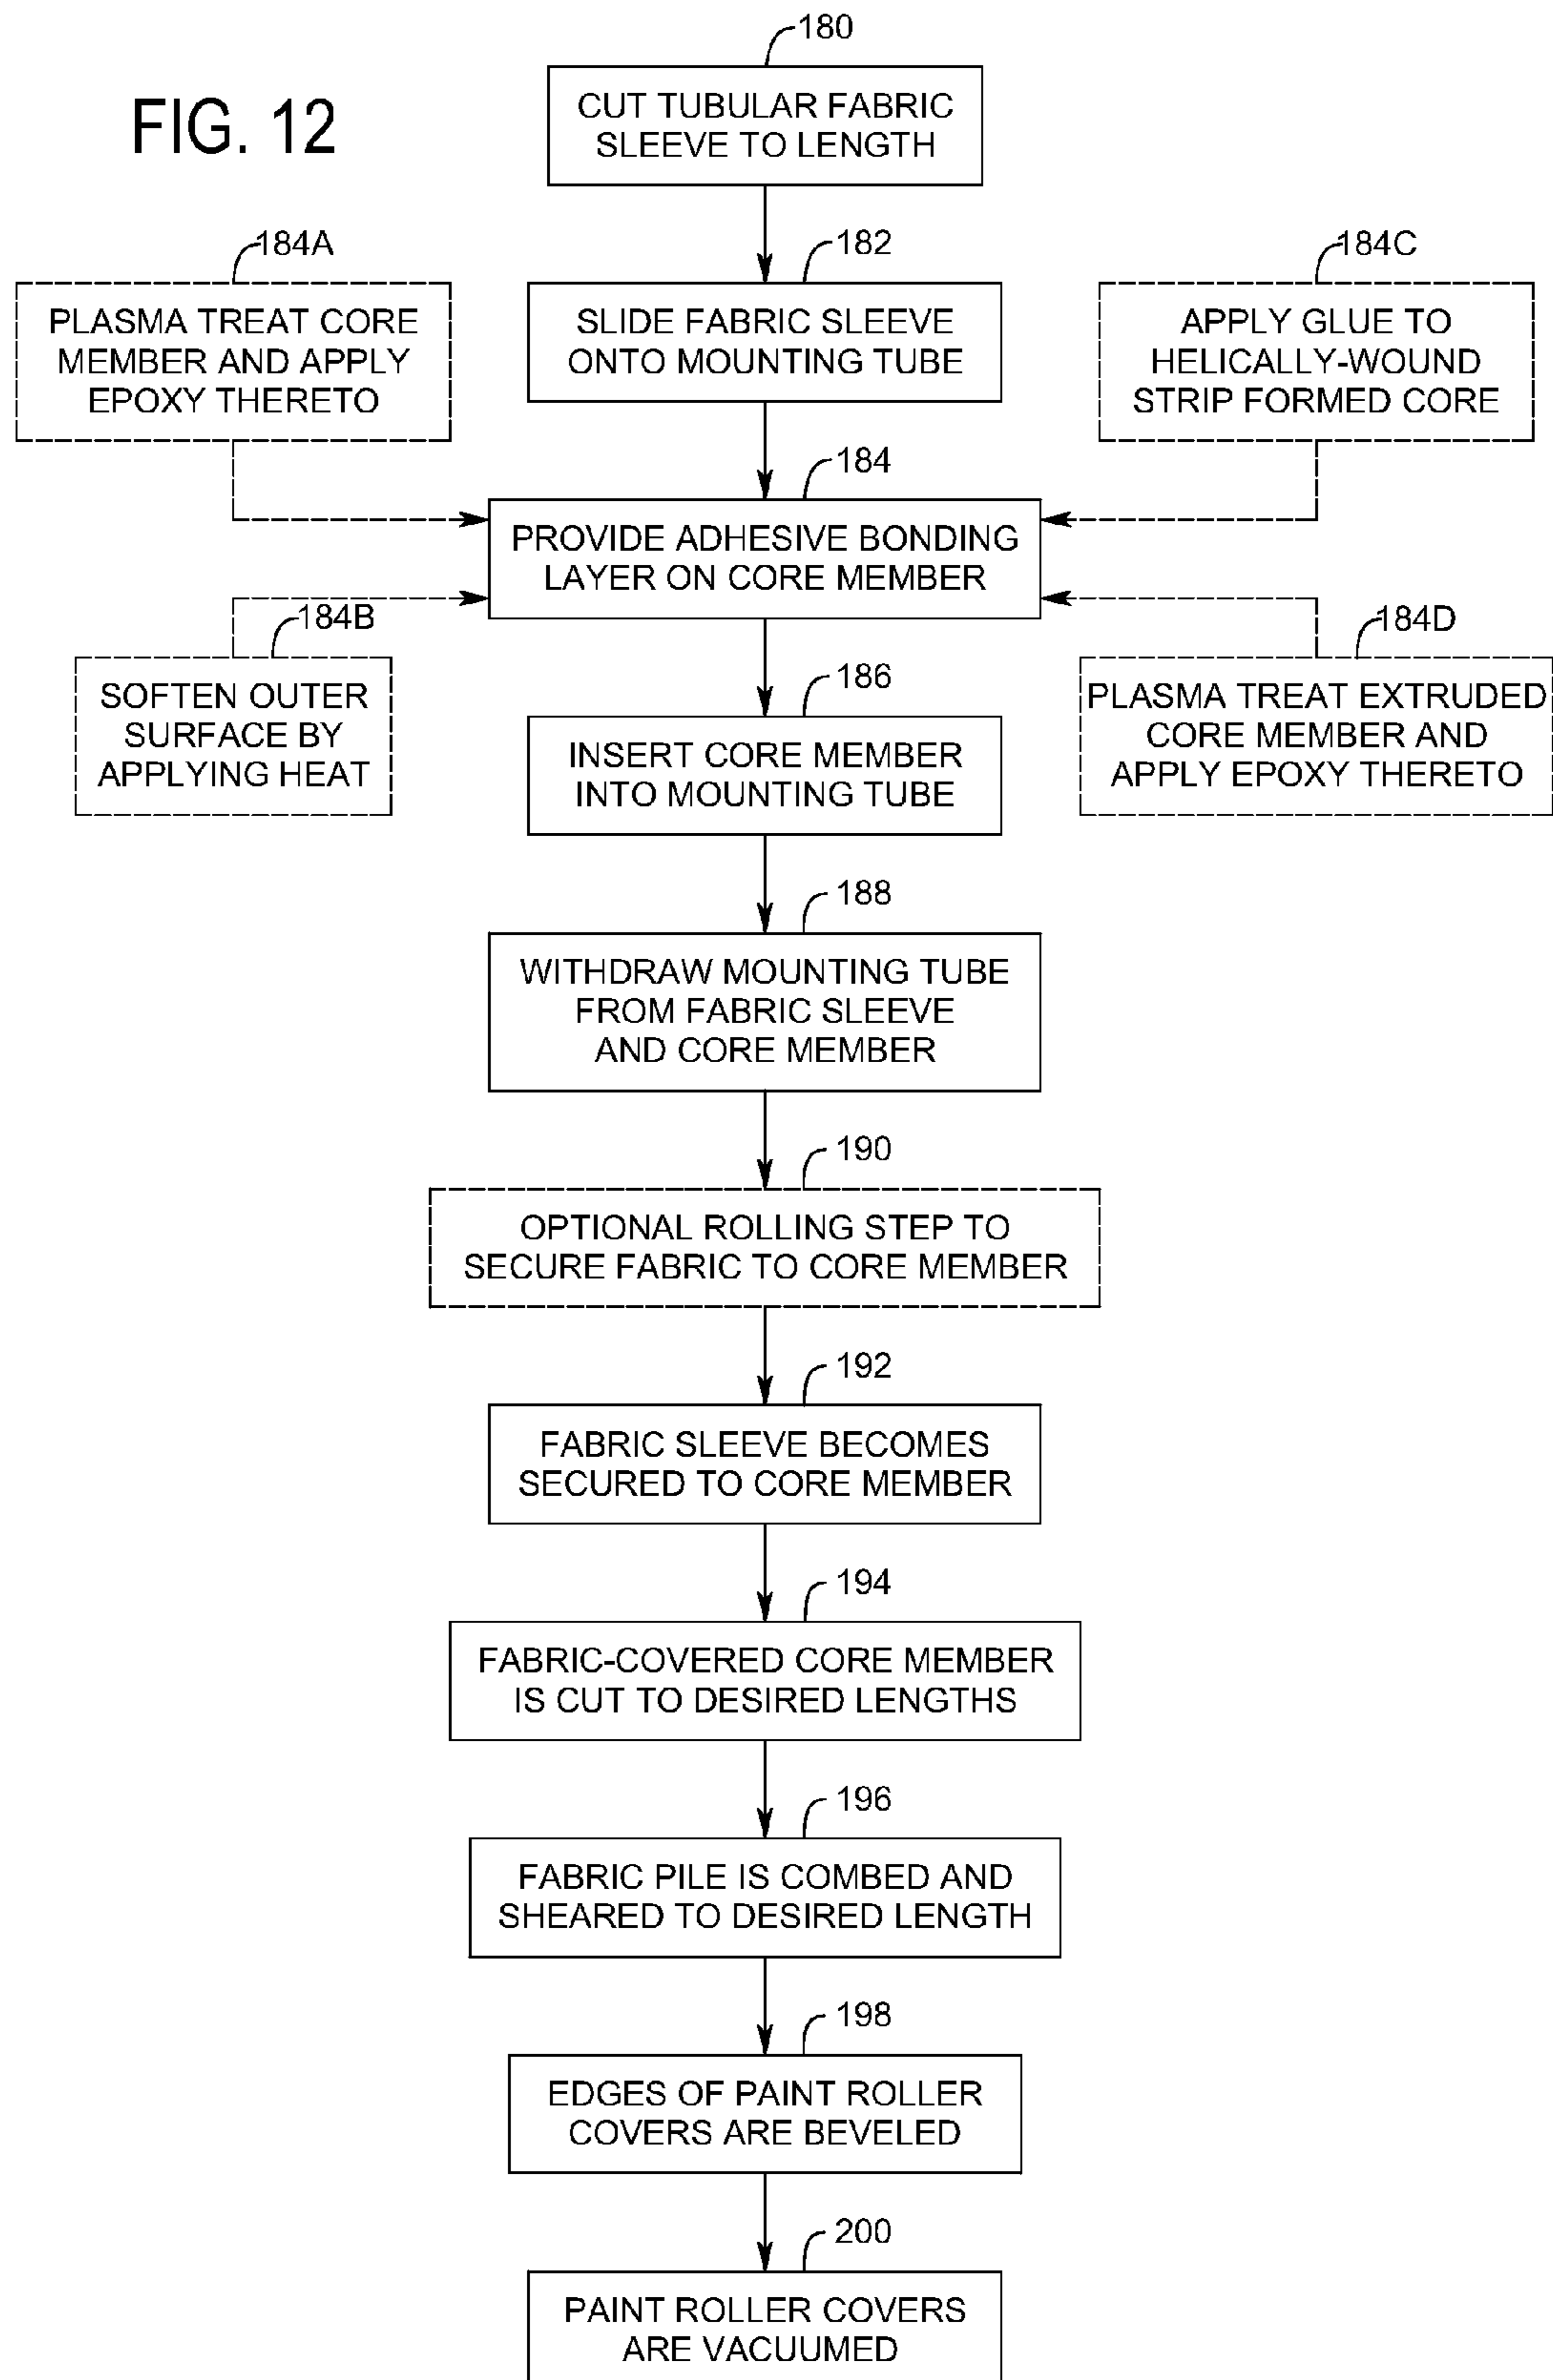 FIG. 12
180
CUT TUBULAR FABRIC
SLEEVE TO LENGTH
182
SLIDE FABRIC SLEEVE
ONTO MOUNTING TUBE
184A
PLASMA TREAT CORE
MEMBER AND APPLY
EPOXY THERETO
184C
APPLY GLUE TO
HELICALLY-WOUND
STRIP FORMED CORE
184
PROVIDE ADHESIVE BONDING
LAYER ON CORE MEMBER
184B
SOFTEN OUTER
SURFACE BY
APPLYING HEAT
184D
PLASMA TREAT EXTRUDED
CORE MEMBER AND
APPLY EPOXY THERETO
186
INSERT CORE MEMBER
INTO MOUNTING TUBE
188
WITHDRAW MOUNTING TUBE
FROM FABRIC SLEEVE
AND CORE MEMBER
190
OPTIONAL ROLLING STEP TO
SECURE FABRIC TO CORE MEMBER
192
FABRIC SLEEVE BECOMES
SECURED TO CORE MEMBER
194
FABRIC-COVERED CORE MEMBER
IS CUT TO DESIRED LENGTHS
196
FABRIC PILE IS COMBED AND
SHEARED TO DESIRED LENGTH
198
EDGES OF PAINT ROLLER
COVERS ARE BEVELED
200
PAINT ROLLER COVERS
ARE VACUUMED